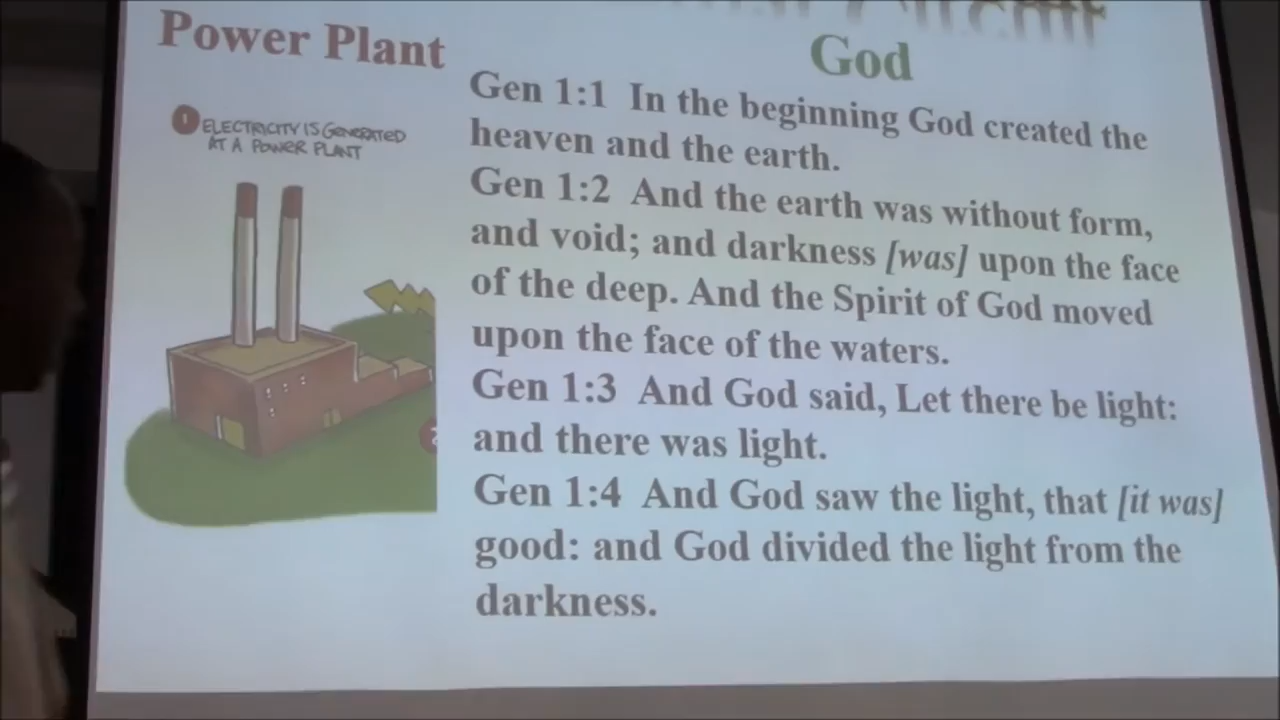 Power Plant
1 ELECTRICITY IS GENERATED
AT A POWER PLANT
God
Gen 1:1 In the beginning God created the
heaven and the earth.
Gen 1:2 And the earth was without form,
and void; and darkness [was] upon the face
of the deep. And the Spirit of God moved
upon the face of the waters.
Gen 1:3 And God said, Let there be light:
and there was light.
Gen 1:4 And God saw the light, that [it was]
good: and God divided the light from the
darkness.